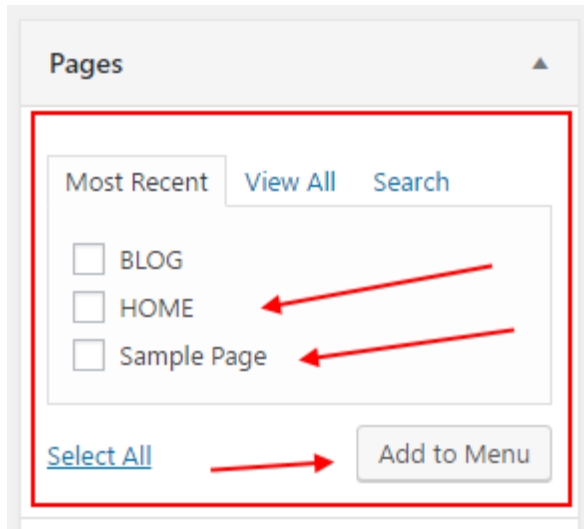 Pages
Most Recent View All Search
BLOG
HOME
Sample Page
Select All Add to Menu